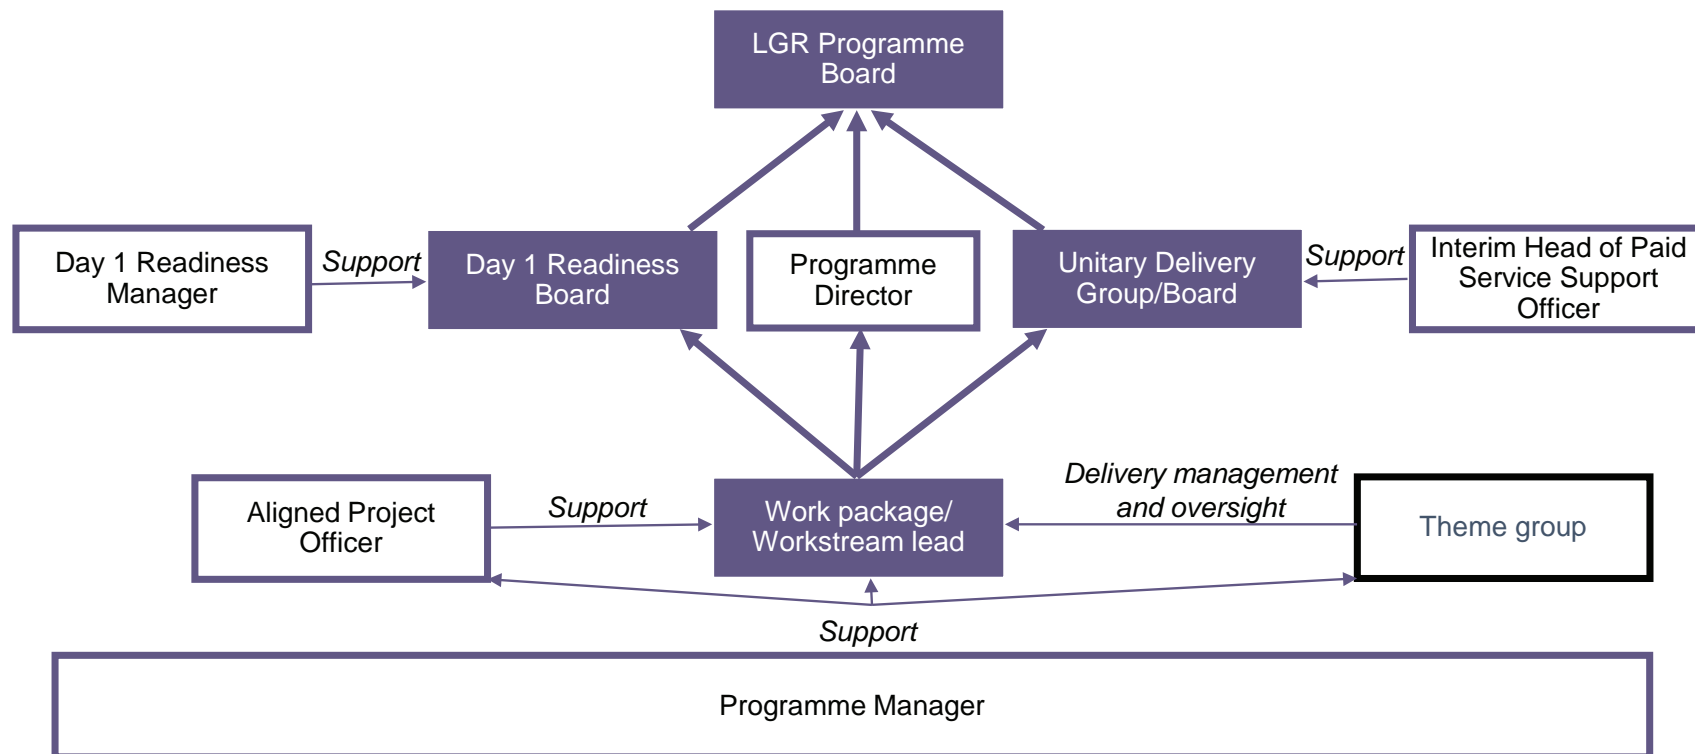 LGR Programme
Board
Day 1 Readiness
Manager
Support
Day 1 Readiness
Board
Programme
Director
Unitary Delivery
Group/Board
Support
Interim Head of Paid
Service Support
Officer
Aligned Project
Officer
Support
Work package/
Workstream lead
Delivery management
and oversight
Theme group
Support
Programme Manager